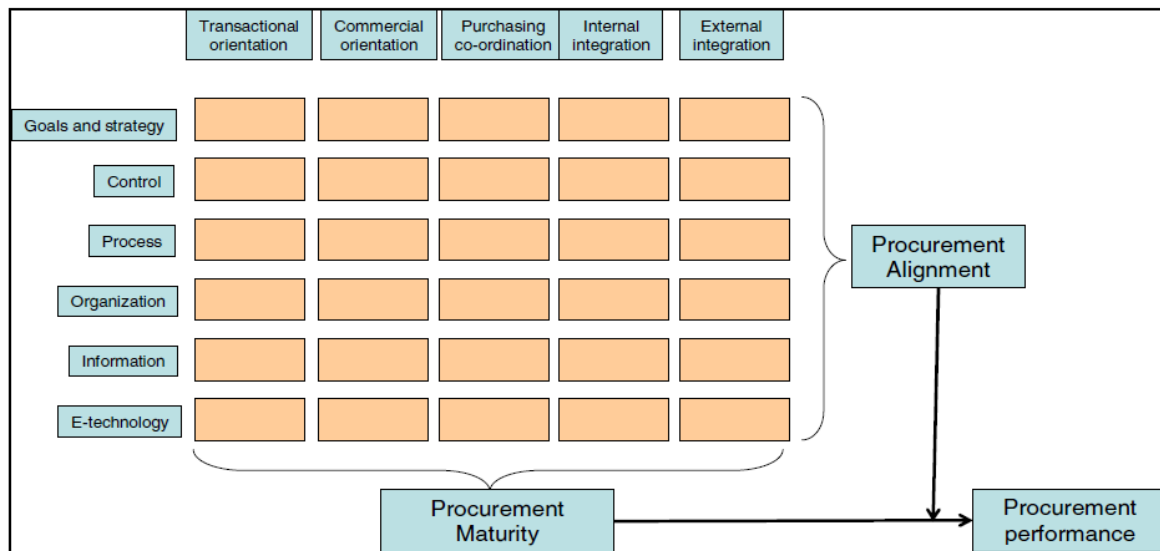 Transactional
orientation
Commercial
orientation
Purchasing
co-ordination
Internal
integration
External
integration
Goals and strategy
Control
Process
Organization
Information
E-technology
Procurement
Alignment
Procurement
Maturity
Procurement
performance